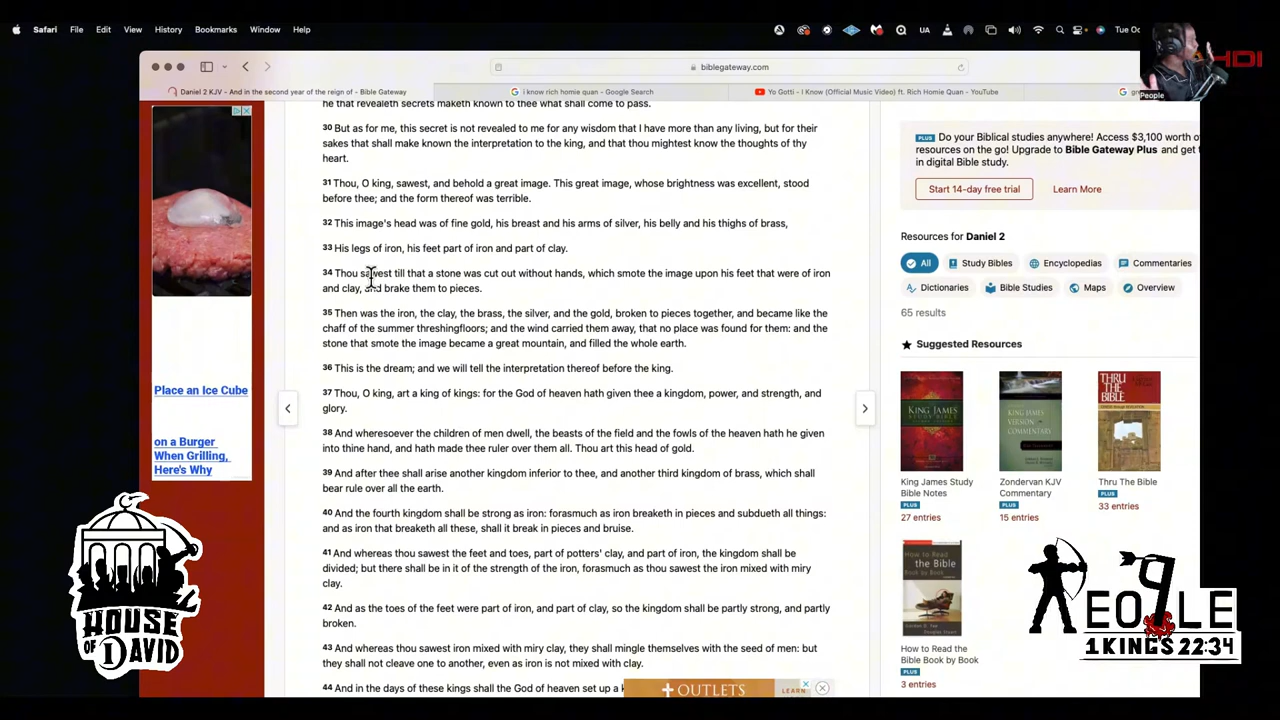 Safari File Edit View History Bookmarks Window Help
UA
Tue Oc
HDI
People
biblegateway.com
Daniel 2 KJV - And in the second year of the reign of - Bible Gateway
i know rich homie quan - Google Search
Yo Gotti - I Know (Official Music Video) ft. Rich Homie Quan - YouTube
he that revealeth secrets maketh known to thee what shall come to pass.
30 But as for me, this secret is not revealed to me for any wisdom that I have more than any living, but for their
sakes that shall make known the interpretation to the king, and that thou mightest know the thoughts of thy
heart.
31 Thou, O king, sawest, and behold a great image. This great image, whose brightness was excellent, stood
before thee; and the form thereof was terrible.
32 This image's head was of fine gold, his breast and his arms of silver, his belly and his thighs of brass,
33 His legs of iron, his feet part of iron and part of clay.
34 Thou sawest till that a stone was cut out without hands, which smote the image upon his feet that were of iron
and clay, and brake them to pieces.
35 Then was the iron, the clay, the brass, the silver, and the gold, broken to pieces together, and became like the
chaff of the summer threshingfloors; and the wind carried them away, that no place was found for them: and the
stone that smote the image became a great mountain, and filled the whole earth.
36 This is the dream; and we will tell the interpretation thereof before the king.
37 Thou, O king, art a king of kings: for the God of heaven hath given thee a kingdom, power, and strength, and
glory.
38 And wheresoever the children of men dwell, the beasts of the field and the fowls of the heaven hath he given
into thine hand, and hath made thee ruler over them all. Thou art this head of gold.
39 And after thee shall arise another kingdom inferior to thee, and another third kingdom of brass, which shall
bear rule over all the earth.
40 And the fourth kingdom shall be strong as iron: forasmuch as iron breaketh in pieces and subdueth all things:
and as iron that breaketh all these, shall it break in pieces and bruise.
41 And whereas thou sawest the feet and toes, part of potters' clay, and part of iron, the kingdom shall be
divided; but there shall be in it of the strength of the iron, forasmuch as thou sawest the iron mixed with miry
clay.
42 And as the toes of the feet were part of iron, and part of clay, so the kingdom shall be partly strong, and partly
broken.
43 And whereas thou sawest iron mixed with miry clay, they shall mingle themselves with the seed of men: but
they shall not cleave one to another, even as iron is not mixed with clay.
44 And in the days of these kings shall the God of heaven set up a k
Place an Ice Cube
on a Burger
When Grilling,
Here's Why
HOUSE
OF DAVID
OUTLETS
LEARN
PLUS Do your Biblical studies anywhere! Access $3,100 worth of
resources on the go! Upgrade to Bible Gateway Plus and get
in digital Bible study.
Start 14-day free trial
Learn More
Resources for Daniel 2
All Study Bibles Encyclopedias Commentaries
Dictionaries Bible Studies Maps Overview
65 results
Suggested Resources
KING JAMES
STUDY BIBLE
KING JAMES
VERSION
COMMENTARY
THRU THE
BIBLE
King James Study
Bible Notes
PLUS
27 entries
Zondervan KJV
Commentary
PLUS
15 entries
Thru The Bible
PLUS
33 entries
How to Read
the Bible
Book by Book
How to Read the
Bible Book by Book
PLUS
3 entries
PEOPLE
1 KINGS 22:34